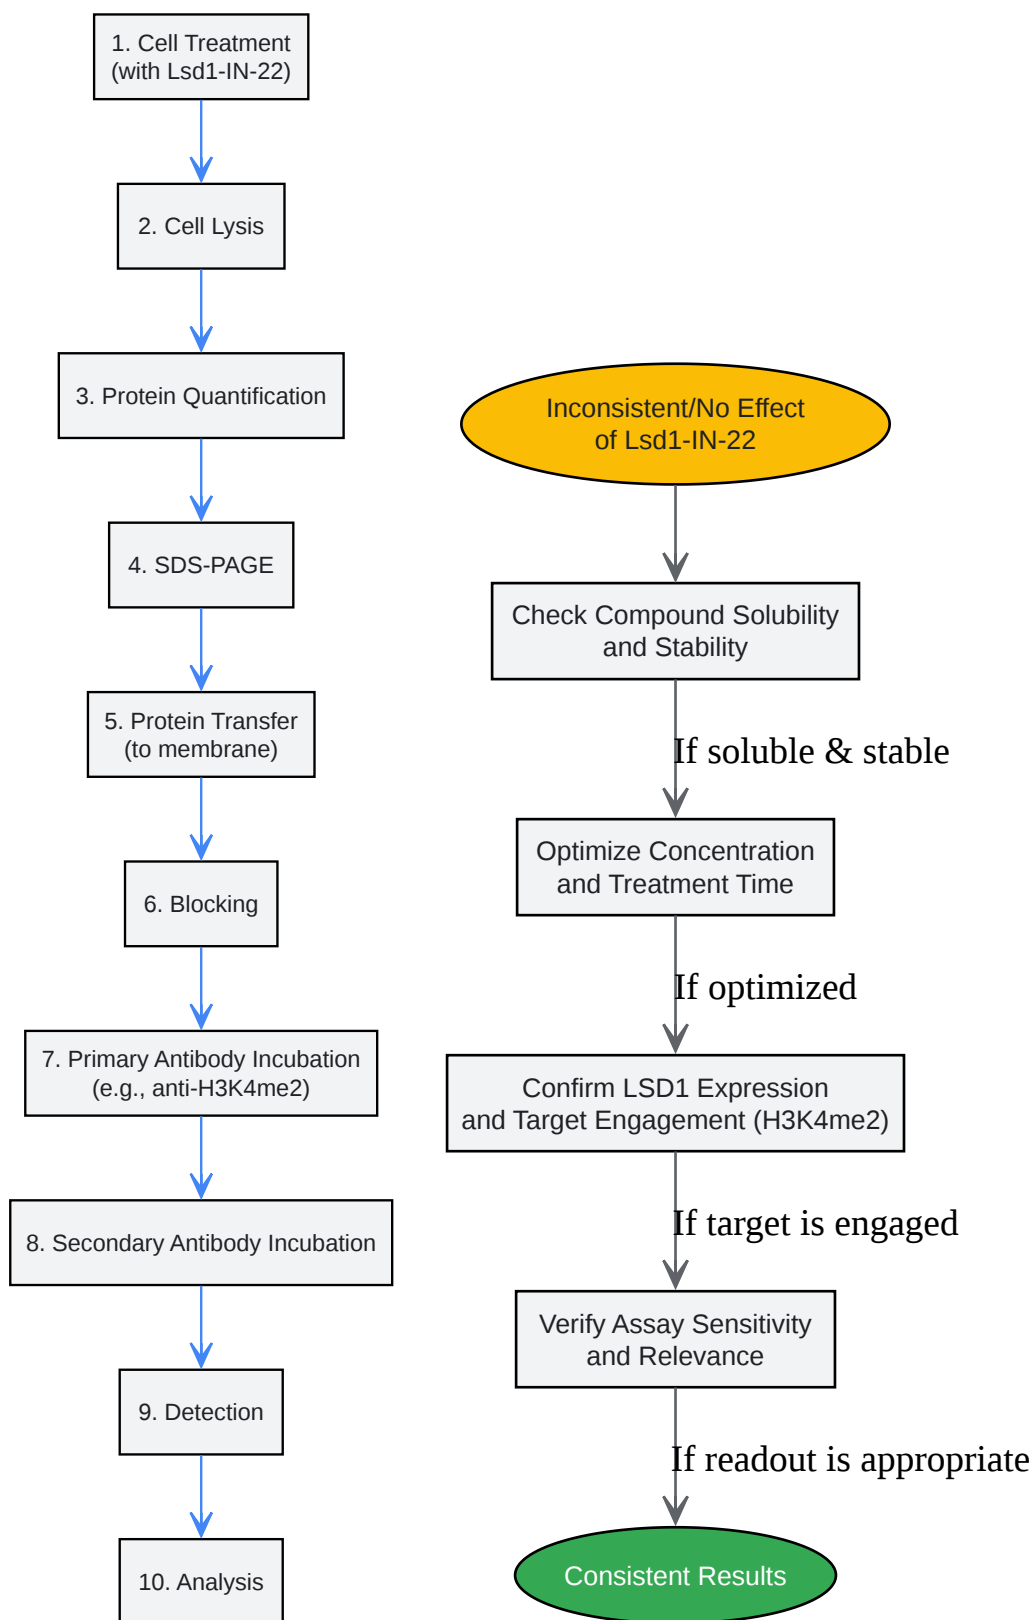 1. Cell Treatment
(with Lsd1-IN-22)
2. Cell Lysis
3. Protein Quantification
4. SDS-PAGE
5. Protein Transfer
(to membrane)
6. Blocking
7. Primary Antibody Incubation
(e.g., anti-H3K4me2)
8. Secondary Antibody Incubation
9. Detection
10. Analysis
Inconsistent/No Effect
of Lsd1-IN-22
Check Compound Solubility
and Stability
If soluble & stable
Optimize Concentration
and Treatment Time
If optimized
Confirm LSD1 Expression
and Target Engagement (H3K4me2)
If target is engaged
Verify Assay Sensitivity
and Relevance
If readout is appropriate
Consistent Results